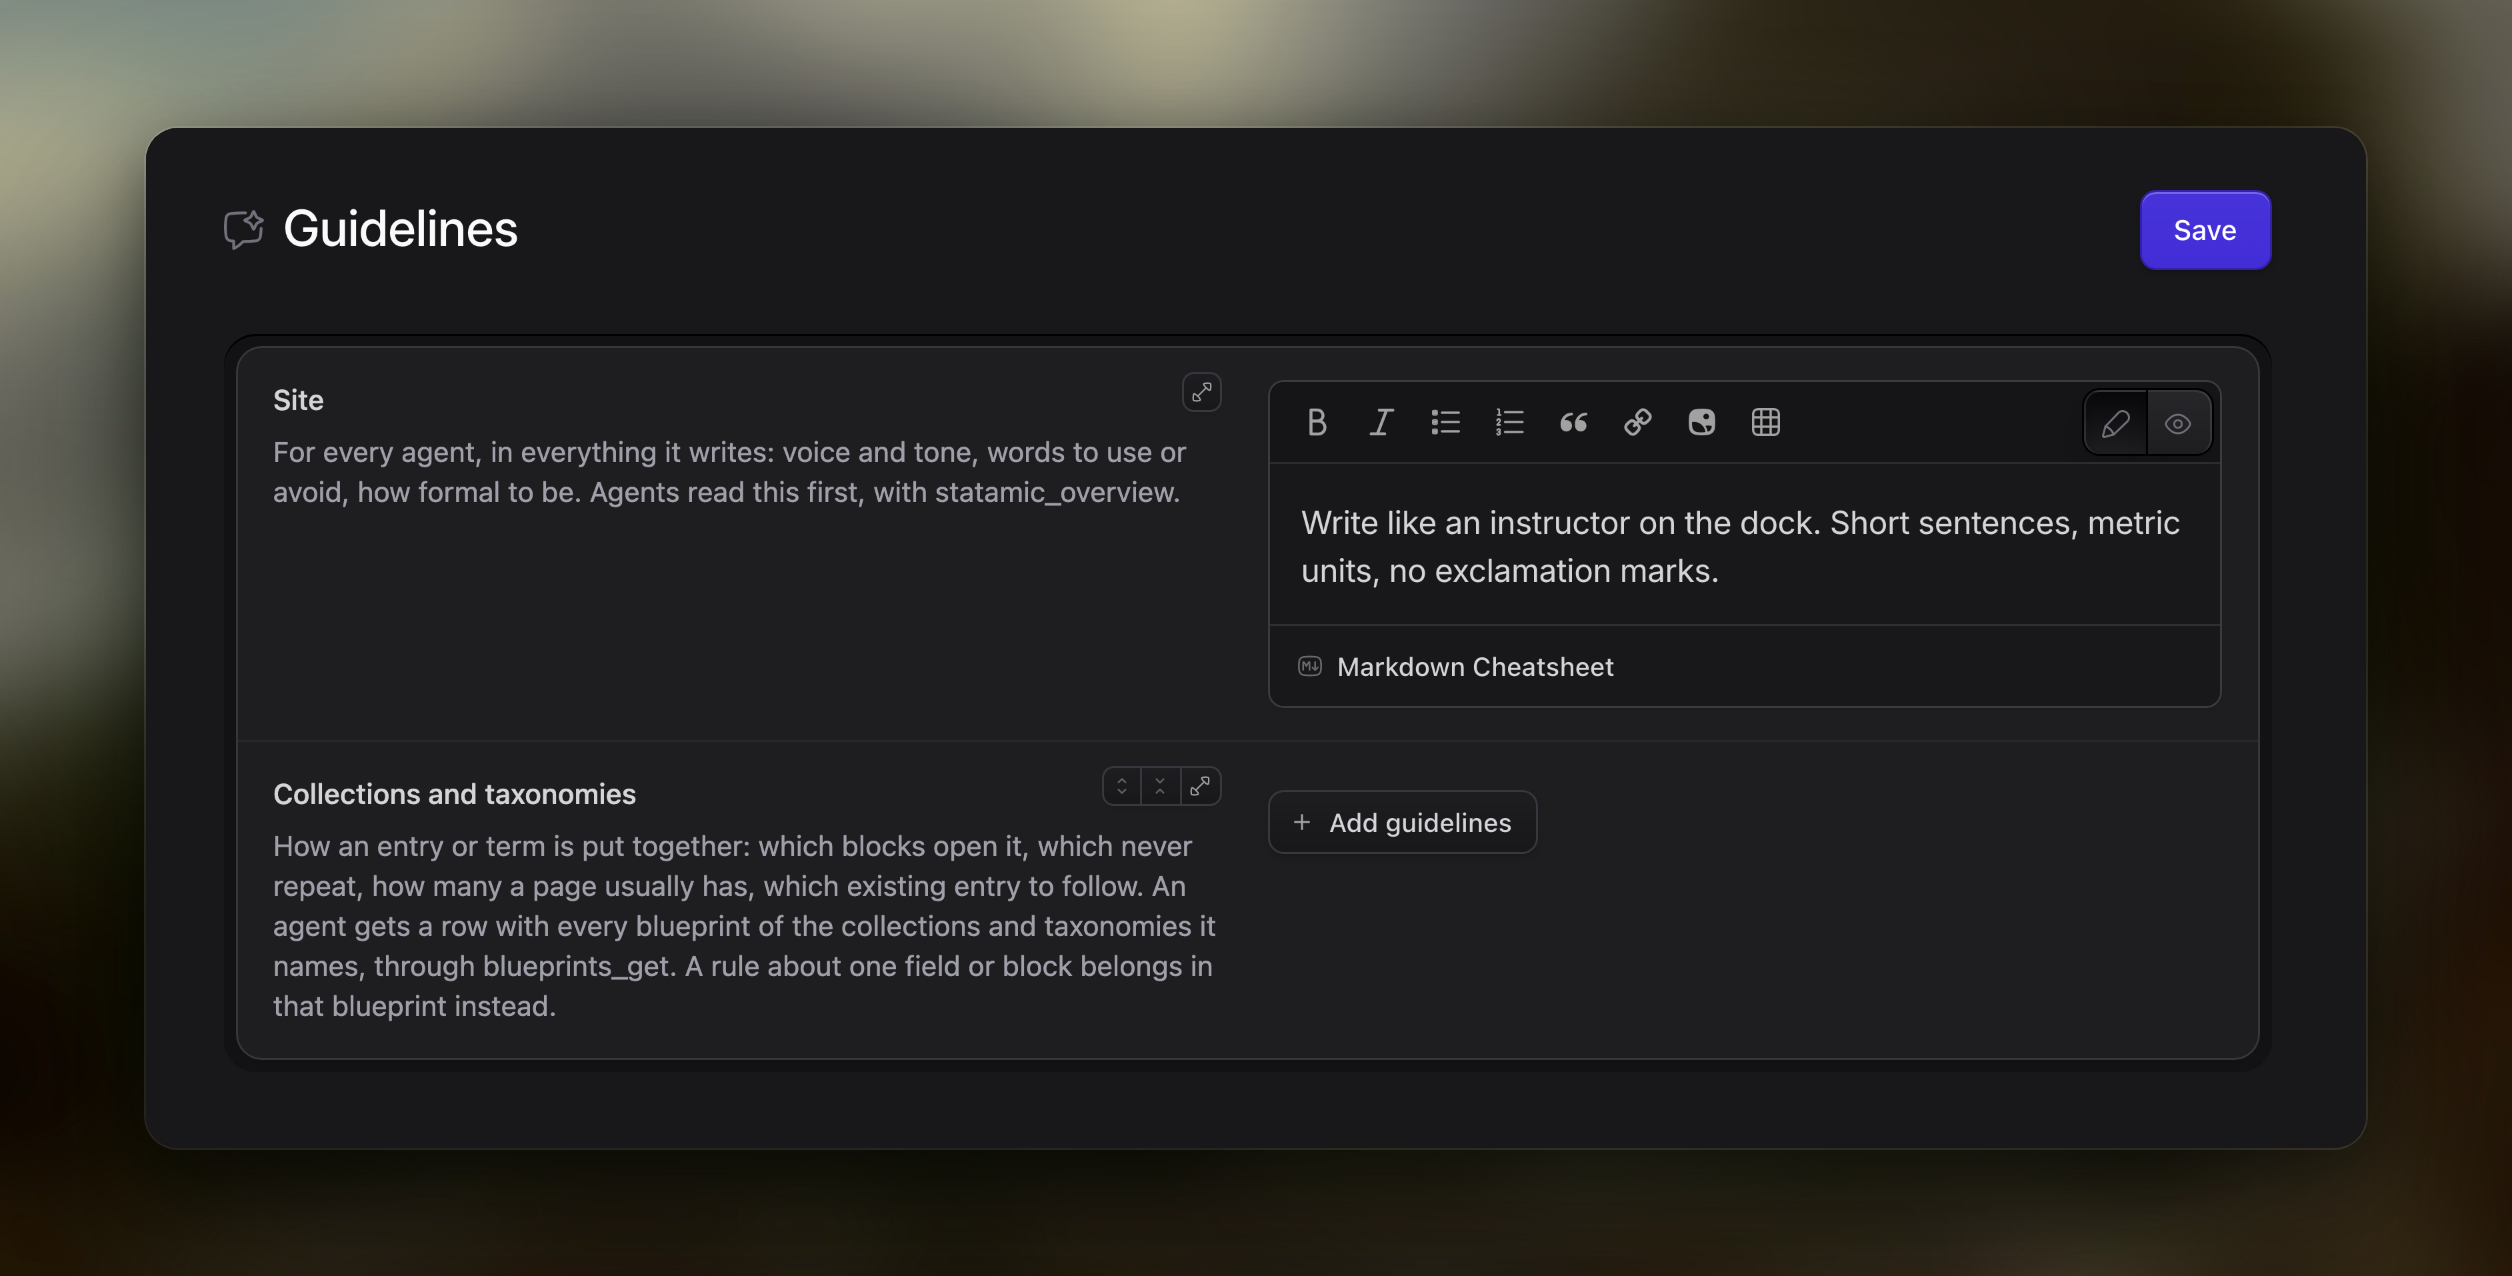 Guidelines
Save
Site
For every agent, in everything it writes: voice and tone, words to use or
avoid, how formal to be. Agents read this first, with statamic_overview.
Write like an instructor on the dock. Short sentences, metric
units, no exclamation marks.
Markdown Cheatsheet
Collections and taxonomies
How an entry or term is put together: which blocks open it, which never
repeat, how many a page usually has, which existing entry to follow. An
agent gets a row with every blueprint of the collections and taxonomies it
names, through blueprints_get. A rule about one field or block belongs in
that blueprint instead.
Add guidelines